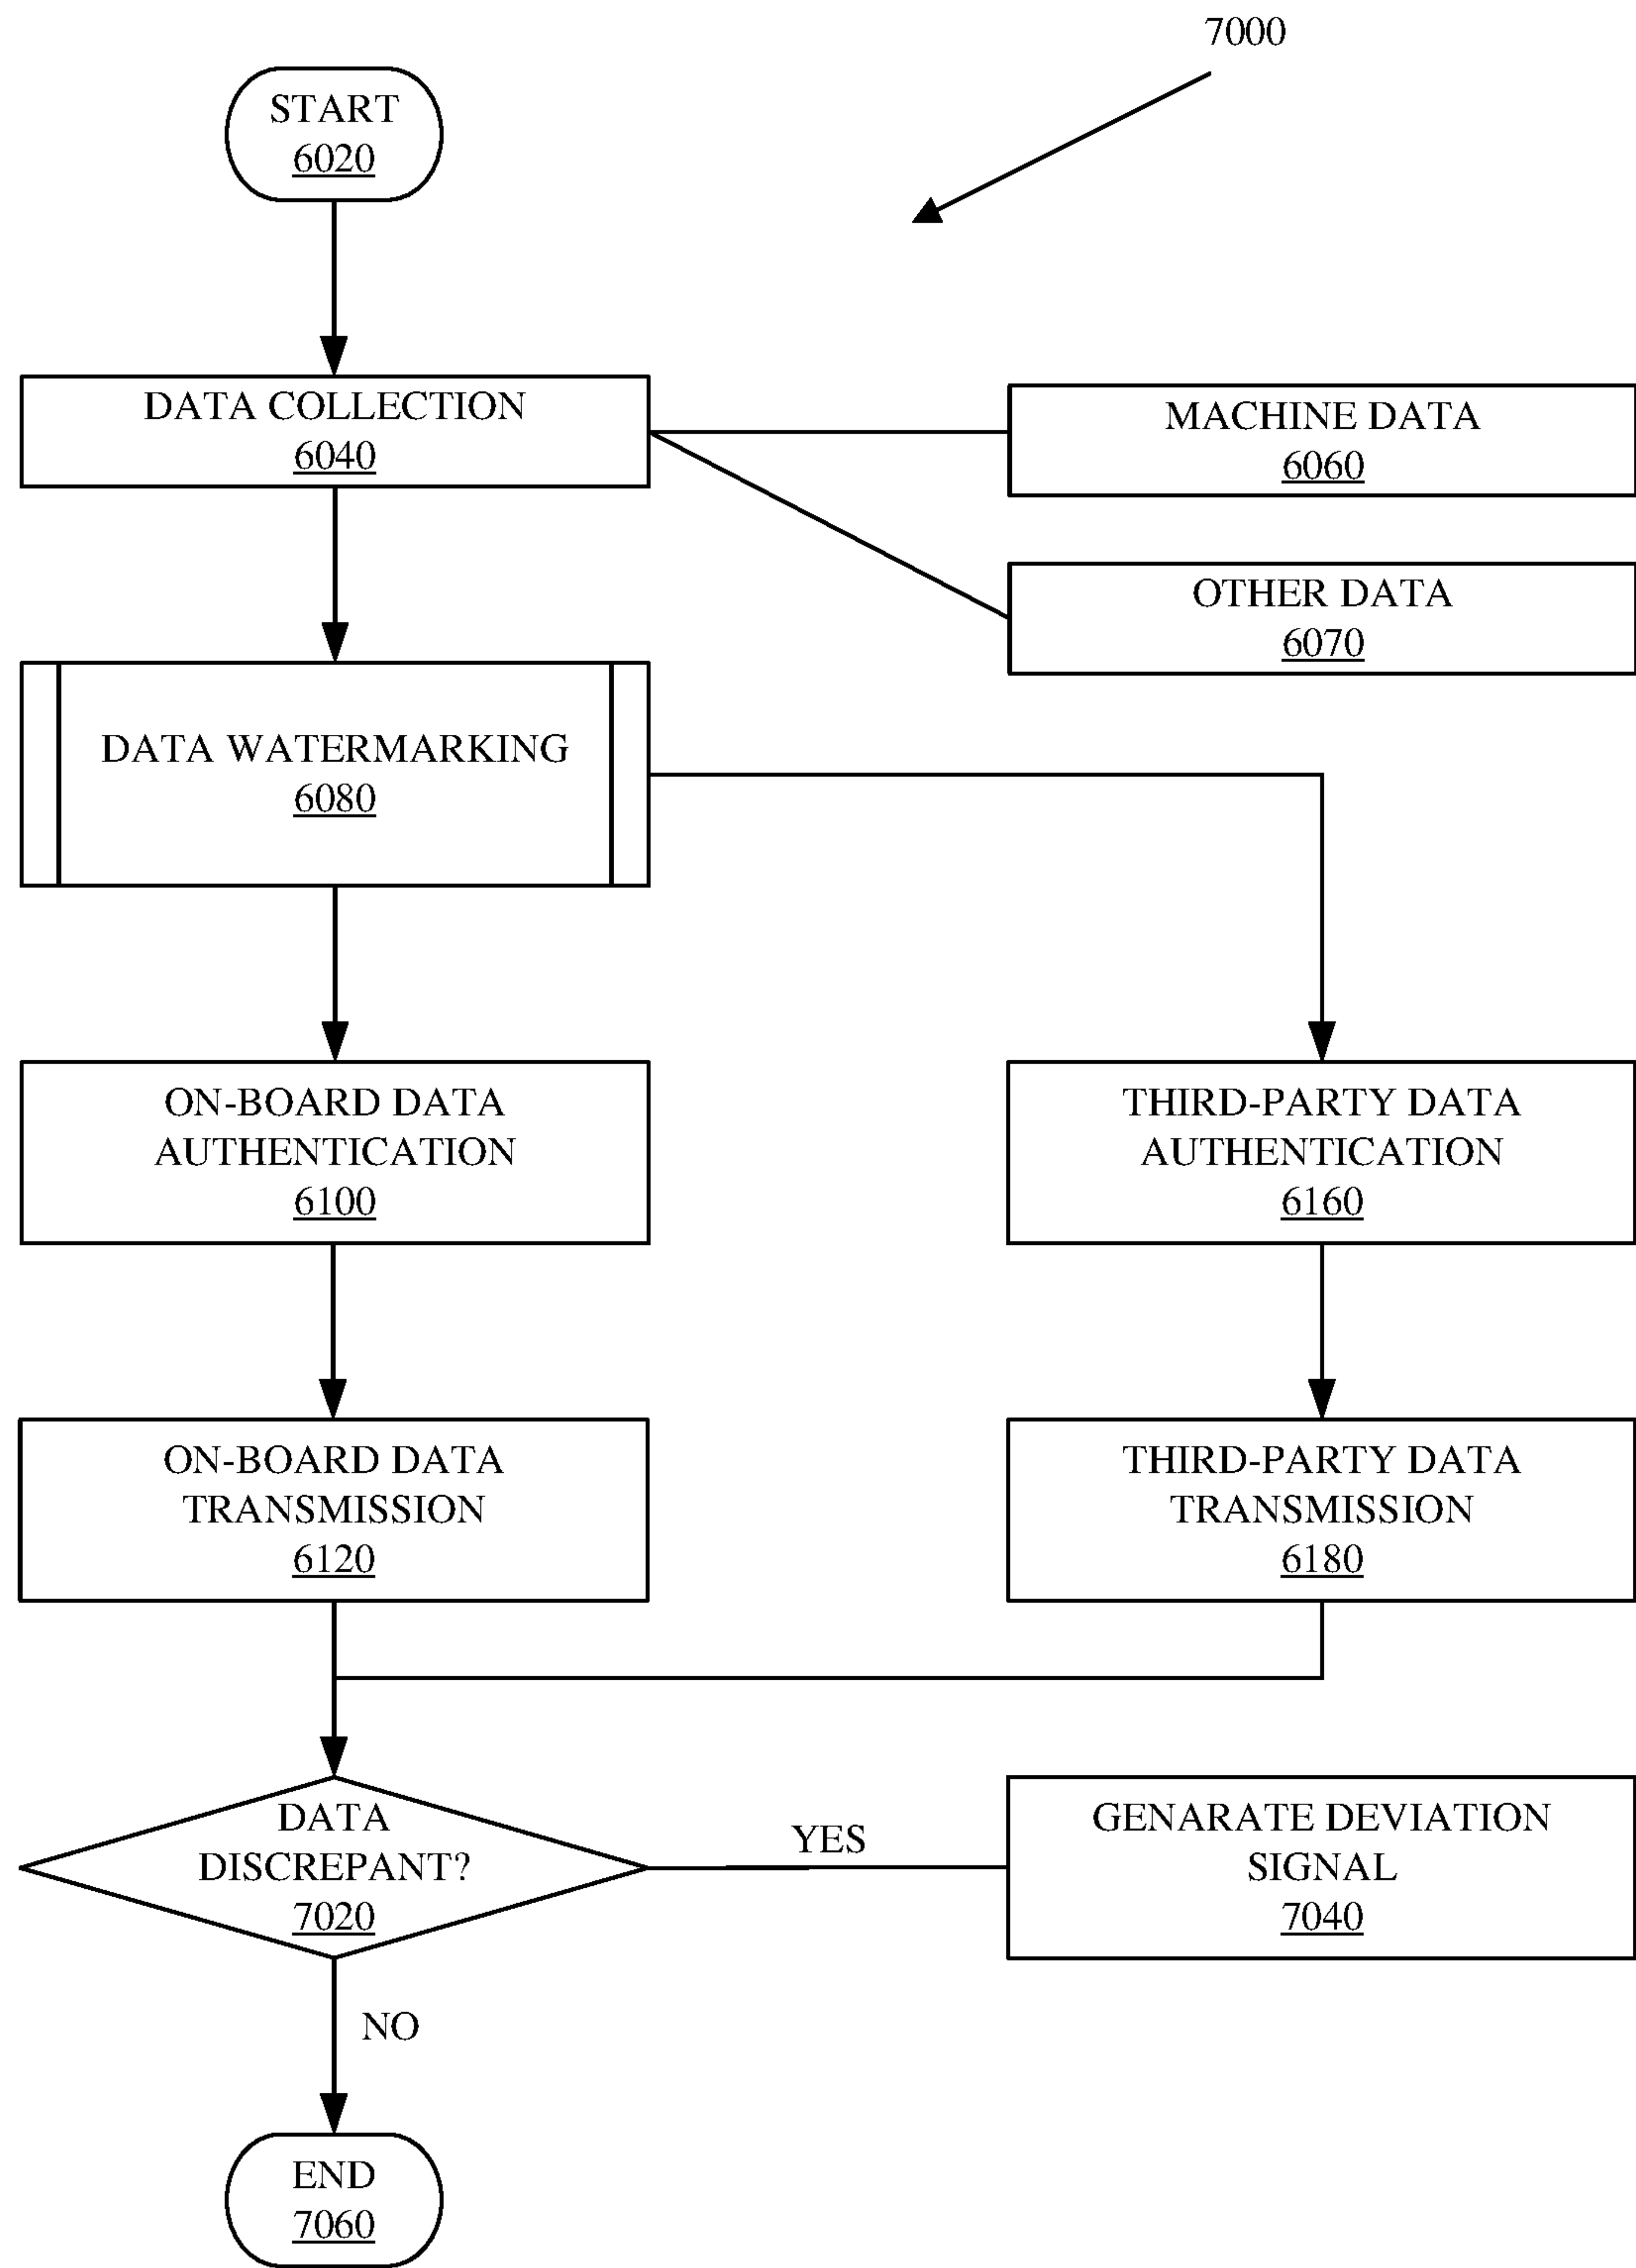 7000
START
6020
DATA COLLECTION
6040
MACHINE DATA
6060
OTHER DATA
6070
DATA WATERMARKING
6080
ON-BOARD DATA
AUTHENTICATION
6100
THIRD-PARTY DATA
AUTHENTICATION
6160
ON-BOARD DATA
TRANSMISSION
6120
THIRD-PARTY DATA
TRANSMISSION
6180
DATA
DISCREPANT?
7020
YES
GENARATE DEVIATION
SIGNAL
7040
NO
END
7060